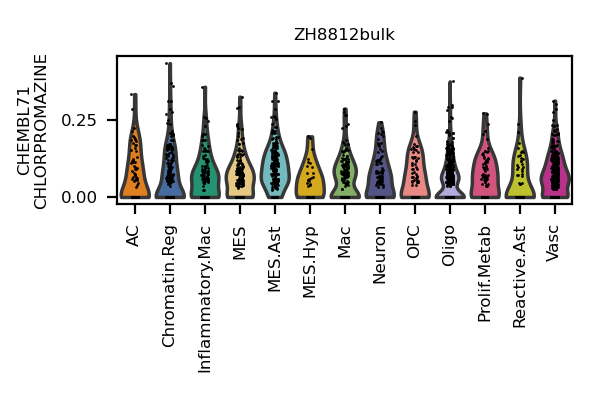 ZH8812bulk
CHEMBL71
CHLORPROMAZINE
0.25
0.00
AC
Chromatin.Reg
Inflammatory.Mac
MES
MES.Ast
MES.Hyp
Mac
Neuron
OPC
Oligo
Prolif.Metab
Reactive.Ast
Vasc